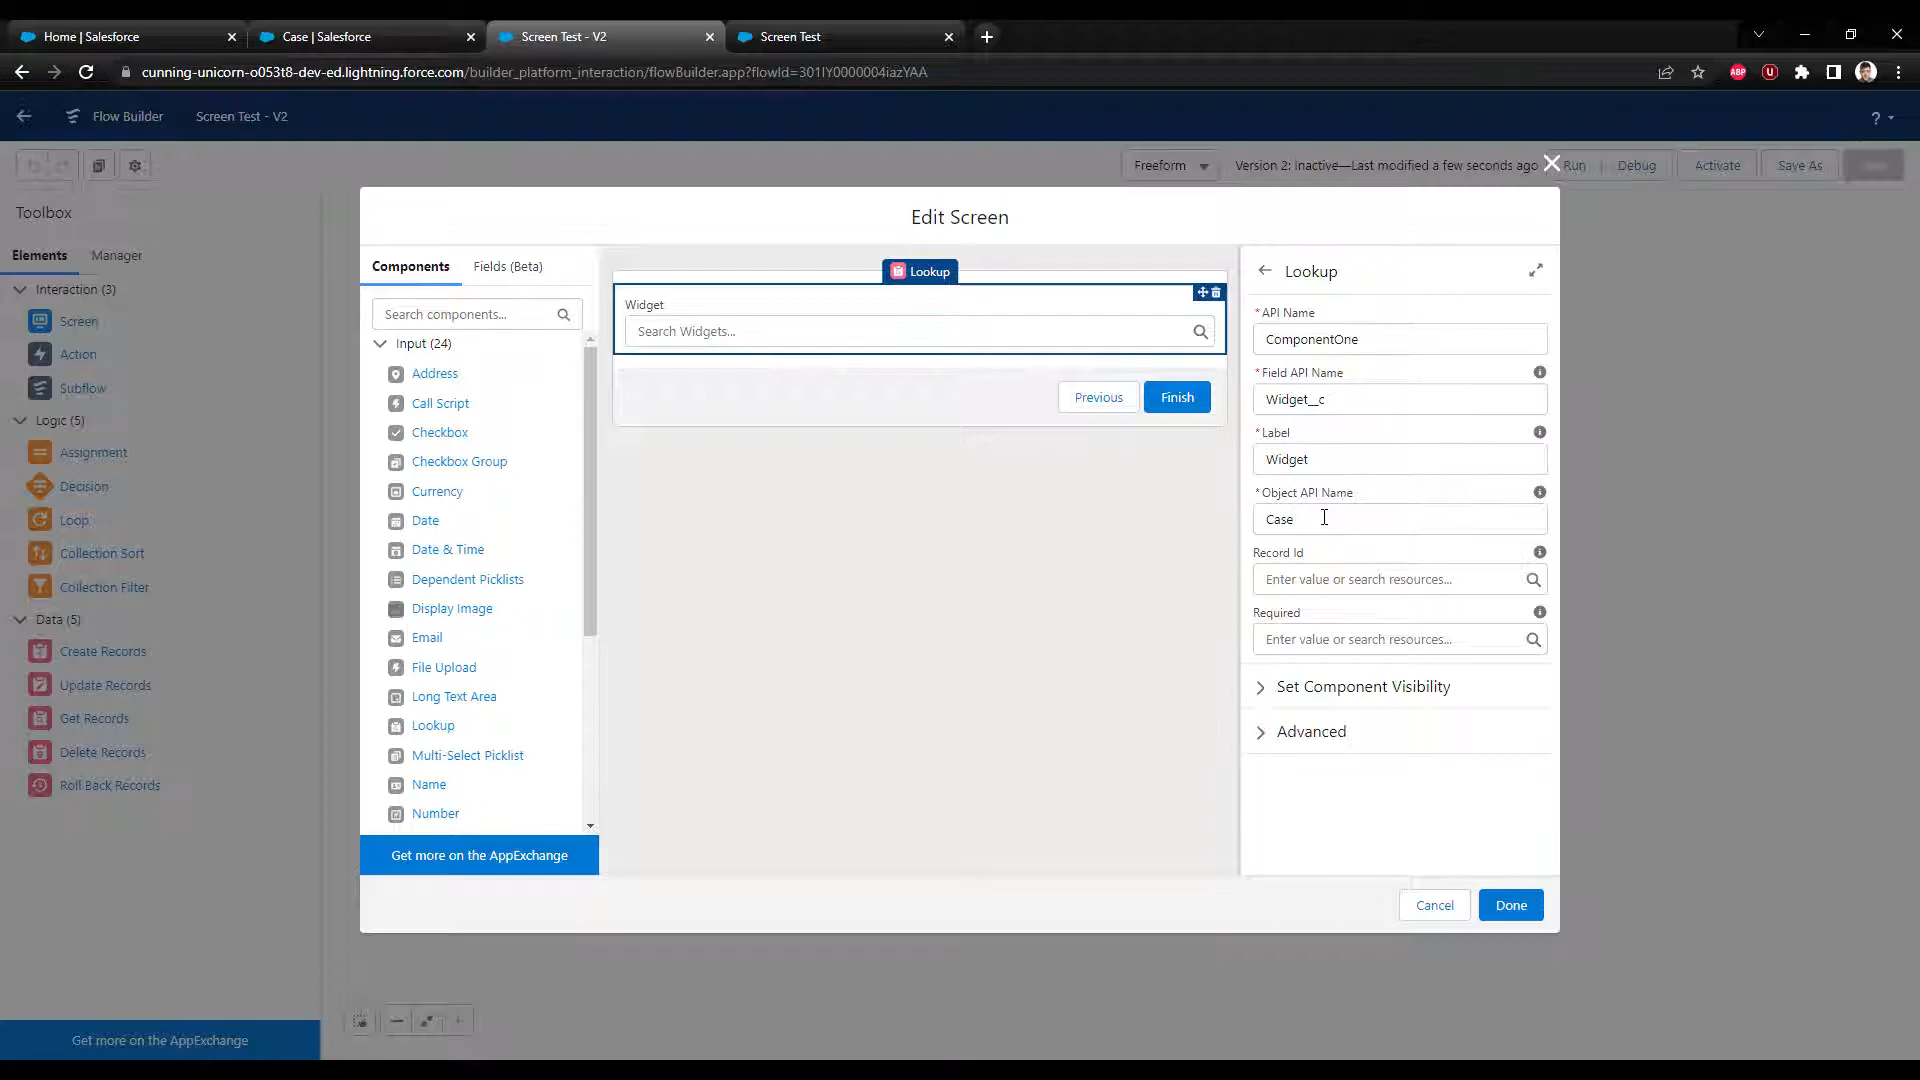 Home | Salesforce
Case | Salesforce
Screen Test - V2
Screen Test
cunning-unicorn-o053t8-dev-ed.lightning.force.com/builder_platform_interaction/flowBuilder.app?flowId=301IY0000004iazYAA
ABP
Flow Builder
Screen Test - V2
?
Freeform
Version 2: Inactive—Last modified a few seconds ago
Run
Debug
Activate
Save As
Toolbox
Elements
Manager
Interaction (3)
Screen
Action
Subflow
Logic (5)
Assignment
Decision
Loop
Collection Sort
Collection Filter
Data (5)
Create Records
Update Records
Get Records
Delete Records
Roll Back Records
Get more on the AppExchange
Edit Screen
Components
Fields (Beta)
Search components...
Input (24)
Address
Call Script
Checkbox
Checkbox Group
Currency
Date
Date & Time
Dependent Picklists
Display Image
Email
File Upload
Long Text Area
Lookup
Multi-Select Picklist
Name
Number
Get more on the AppExchange
Lookup
Widget
Search Widgets...
Previous
Finish
Lookup
* API Name
ComponentOne
* Field API Name
Widget__c
* Label
Widget
* Object API Name
Case
Record Id
Enter value or search resources...
Required
Enter value or search resources...
Set Component Visibility
Advanced
Cancel
Done